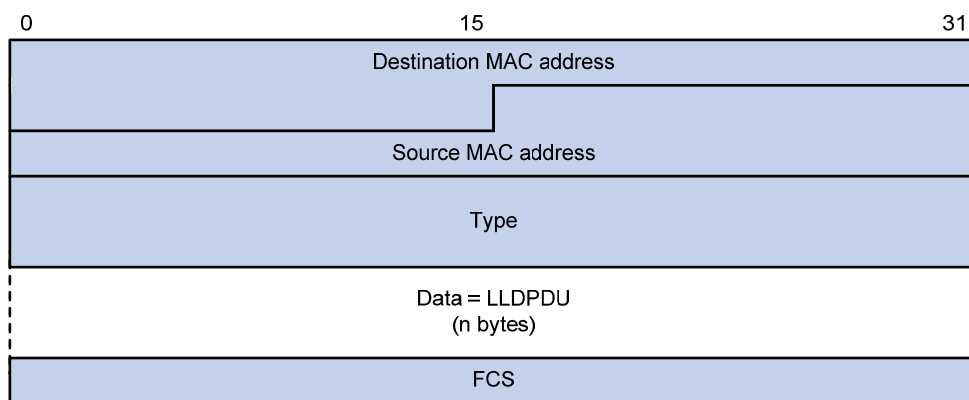 0 15 31
Destination MAC address
Source MAC address
Type
Data = LLDPDU
(n bytes)
FCS